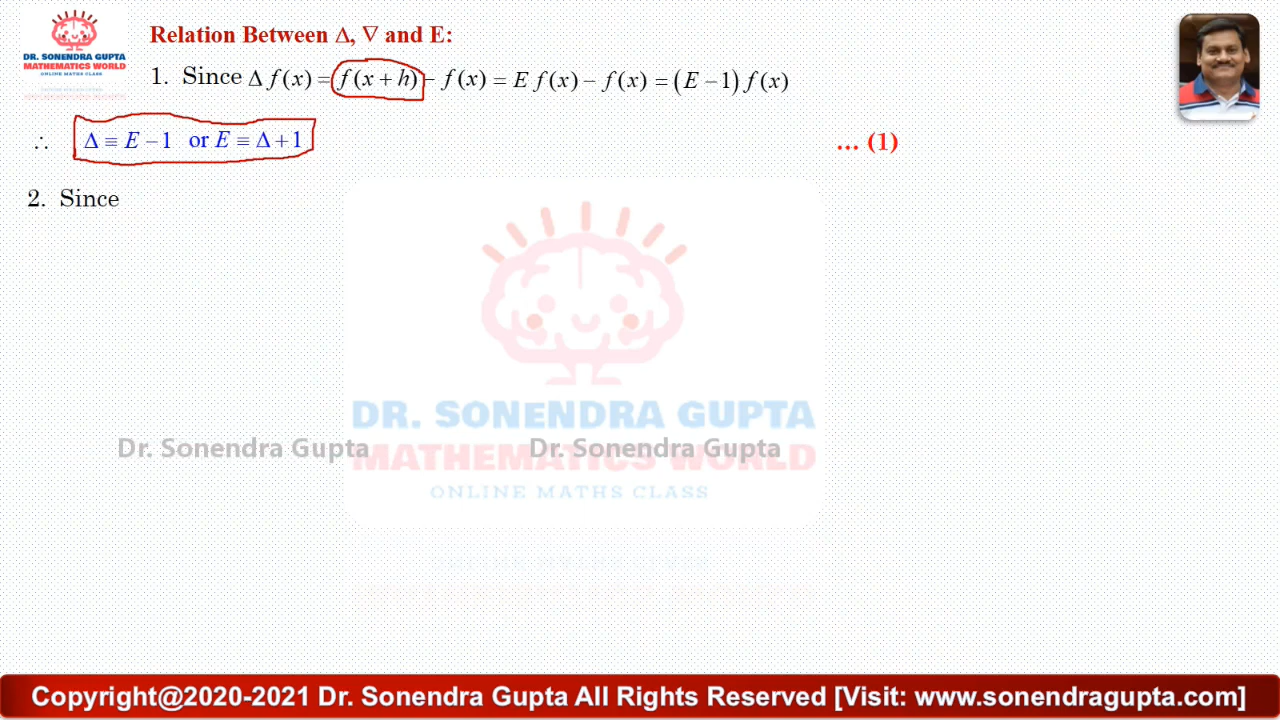 DR. SONENDRA GUPTA
MATHEMATICS WORLD
ONLINE MATHS CLASS
Relation Between Δ, ∇ and E:
1. Since Δ f(x) = f(x + h) − f(x) = E f(x) − f(x) = (E − 1) f(x)
∴ Δ ≡ E − 1 or E ≡ Δ + 1 ... (1)
2. Since
DR. SONENDRA GUPTA
Dr. Sonendra Gupta Dr. Sonendra Gupta
MATHEMATICS WORLD
ONLINE MATHS CLASS
Copyright@2020-2021 Dr. Sonendra Gupta All Rights Reserved [Visit: www.sonendragupta.com]